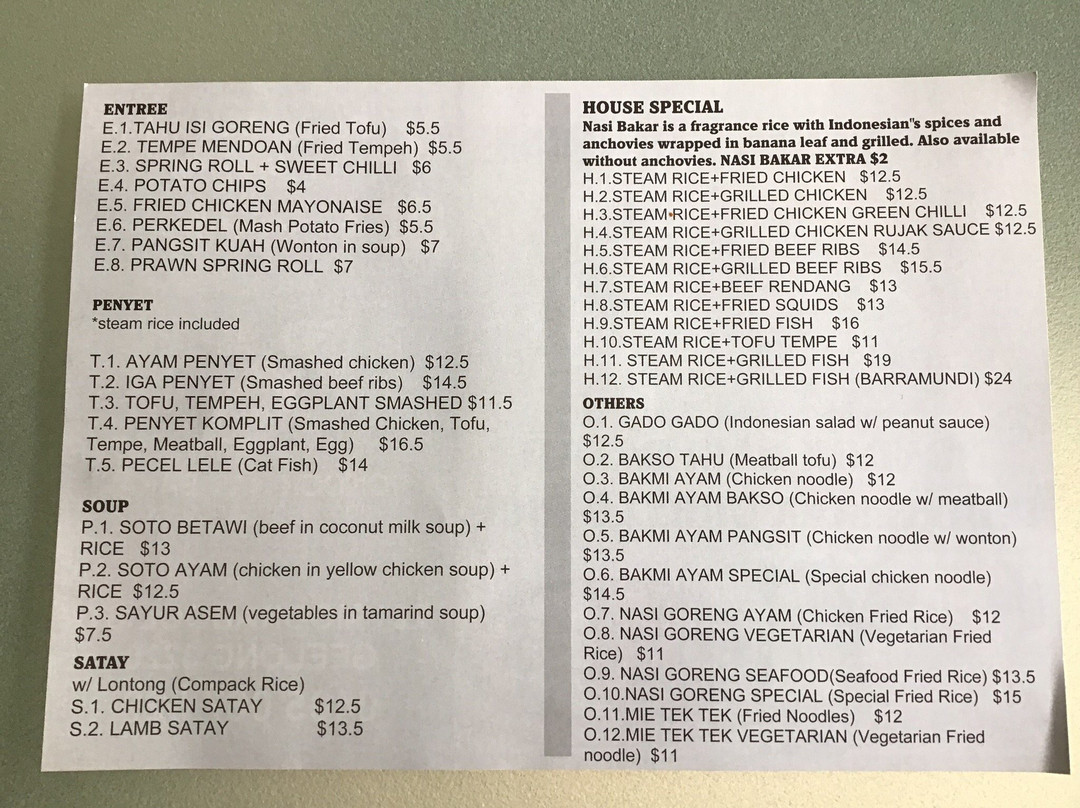 ENTREE
E.1.TAHU ISI GORENG (Fried Tofu) $5.5
E.2. TEMPE MENDOAN (Fried Tempeh) $5.5
E.3. SPRING ROLL + SWEET CHILLI $6
E.4. POTATO CHIPS $4
E.5. FRIED CHICKEN MAYONAISE $6.5
E.6. PERKEDEL (Mash Potato Fries) $5.5
E.7. PANGSIT KUAH (Wonton in soup) $7
E.8. PRAWN SPRING ROLL $7
PENYET
*steam rice included
T.1. AYAM PENYET (Smashed chicken) $12.5
T.2. IGA PENYET (Smashed beef ribs) $14.5
T.3. TOFU, TEMPEH, EGGPLANT SMASHED $11.5
T.4. PENYET KOMPLIT (Smashed Chicken, Tofu,
Tempe, Meatball, Eggplant, Egg) $16.5
T.5. PECEL LELE (Cat Fish) $14
SOUP
P.1. SOTO BETAWI (beef in coconut milk soup) +
RICE $13
P.2. SOTO AYAM (chicken in yellow chicken soup) +
RICE $12.5
P.3. SAYUR ASEM (vegetables in tamarind soup)
$7.5
SATAY
w/ Lontong (Compack Rice)
S.1. CHICKEN SATAY $12.5
S.2. LAMB SATAY $13.5
HOUSE SPECIAL
Nasi Bakar is a fragrance rice with Indonesian"s spices and
anchovies wrapped in banana leaf and grilled. Also available
without anchovies. NASI BAKAR EXTRA $2
H.1.STEAM RICE+FRIED CHICKEN $12.5
H.2.STEAM RICE+GRILLED CHICKEN $12.5
H.3.STEAM RICE+FRIED CHICKEN GREEN CHILLI $12.5
H.4.STEAM RICE+GRILLED CHICKEN RUJAK SAUCE $12.5
H.5.STEAM RICE+FRIED BEEF RIBS $14.5
H.6.STEAM RICE+GRILLED BEEF RIBS $15.5
H.7.STEAM RICE+BEEF RENDANG $13
H.8.STEAM RICE+FRIED SQUIDS $13
H.9.STEAM RICE+FRIED FISH $16
H.10.STEAM RICE+TOFU TEMPE $11
H.11. STEAM RICE+GRILLED FISH $19
H.12. STEAM RICE+GRILLED FISH (BARRAMUNDI) $24
OTHERS
O.1. GADO GADO (Indonesian salad w/ peanut sauce)
$12.5
O.2. BAKSO TAHU (Meatball tofu) $12
O.3. BAKMI AYAM (Chicken noodle) $12
O.4. BAKMI AYAM BAKSO (Chicken noodle w/ meatball)
$13.5
O.5. BAKMI AYAM PANGSIT (Chicken noodle w/ wonton)
$13.5
O.6. BAKMI AYAM SPECIAL (Special chicken noodle)
$14.5
O.7. NASI GORENG AYAM (Chicken Fried Rice) $12
O.8. NASI GORENG VEGETARIAN (Vegetarian Fried
Rice) $11
O.9. NASI GORENG SEAFOOD(Seafood Fried Rice) $13.5
O.10.NASI GORENG SPECIAL (Special Fried Rice) $15
O.11.MIE TEK TEK (Fried Noodles) $12
O.12.MIE TEK TEK VEGETARIAN (Vegetarian Fried
noodle) $11